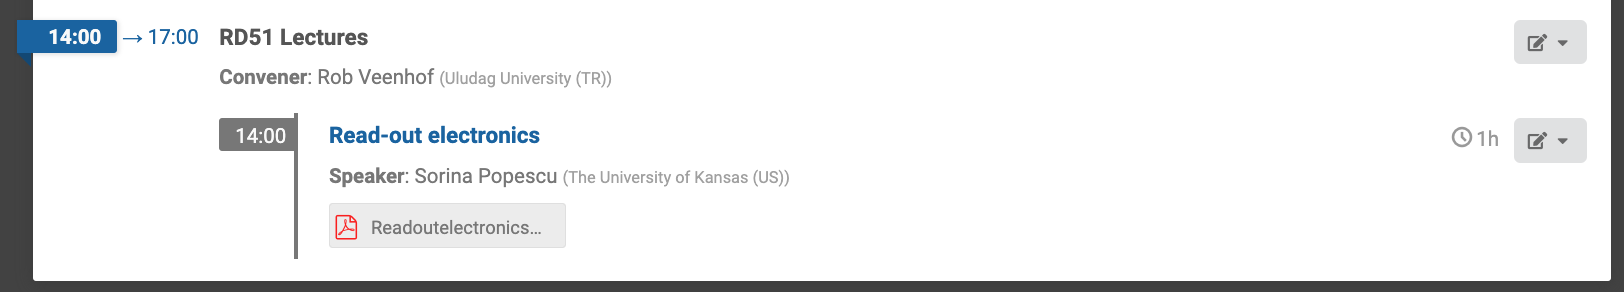 14:00 → 17:00 RD51 Lectures
Convener: Rob Veenhof (Uludag University (TR))
14:00 Read-out electronics 1h
Speaker: Sorina Popescu (The University of Kansas (US))
Readoutelectronics...